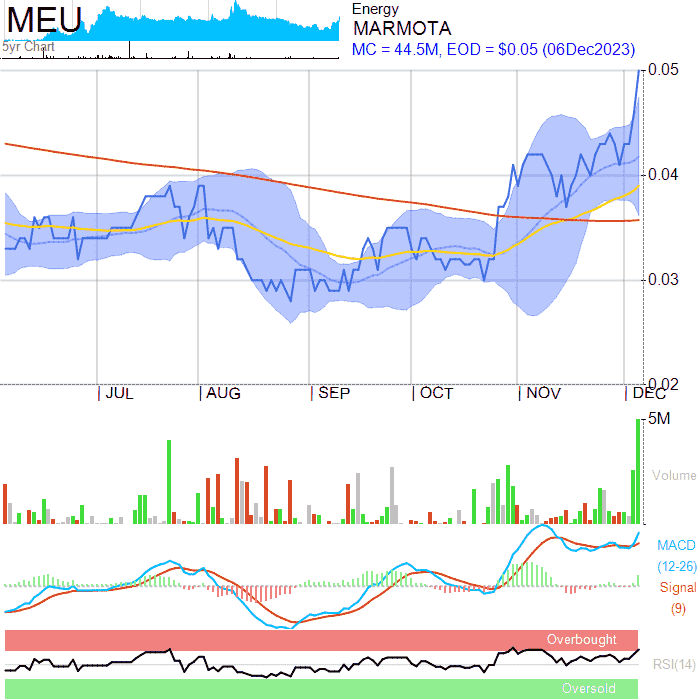 MEU
5yr Chart
Energy
MARMOTA
MC = 44.5M, EOD = $0.05 (06Dec2023)
0.05
0.04
0.03
0.02
JUL AUG SEP OCT NOV DEC
5M
Volume
MACD
(12-26)
Signal
(9)
Overbought
RSI(14)
Oversold